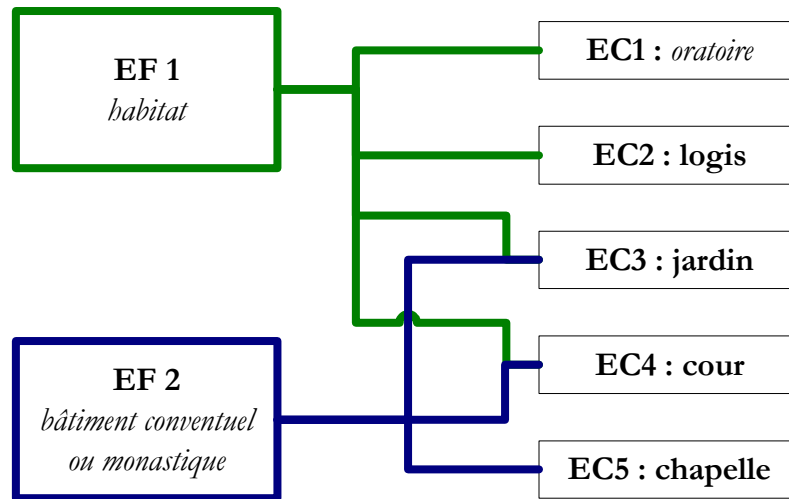 EF 1
habitat
EC1 : oratoire
EC2 : logis
EC3 : jardin
EF 2
bâtiment conventuel
ou monastique
EC4 : cour
EC5 : chapelle